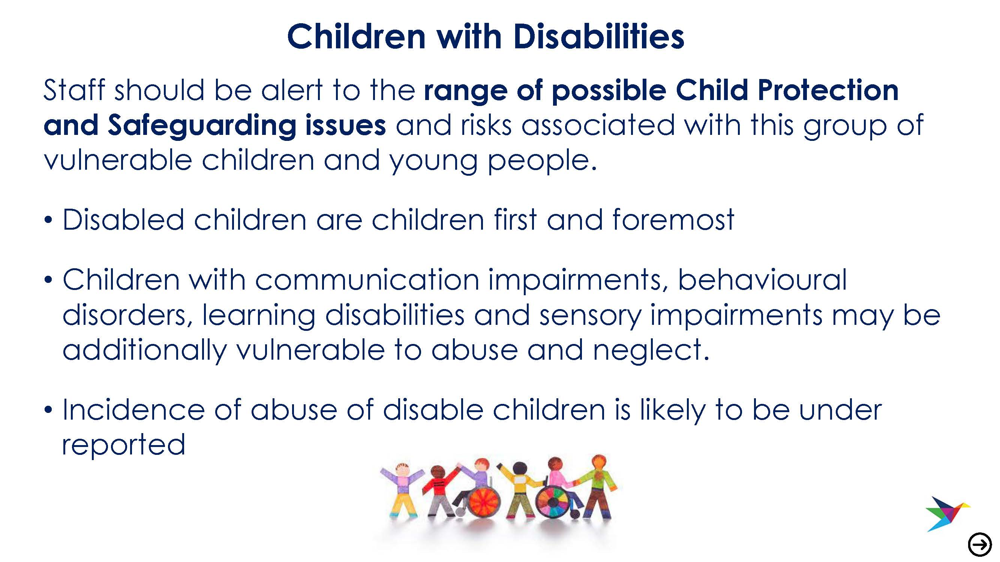 Children with Disabilities
Staff should be alert to the range of possible Child Protection
and Safeguarding issues and risks associated with this group of
vulnerable children and young people.
• Disabled children are children first and foremost
• Children with communication impairments, behavioural
disorders, learning disabilities and sensory impairments may be
additionally vulnerable to abuse and neglect.
• Incidence of abuse of disable children is likely to be under
reported